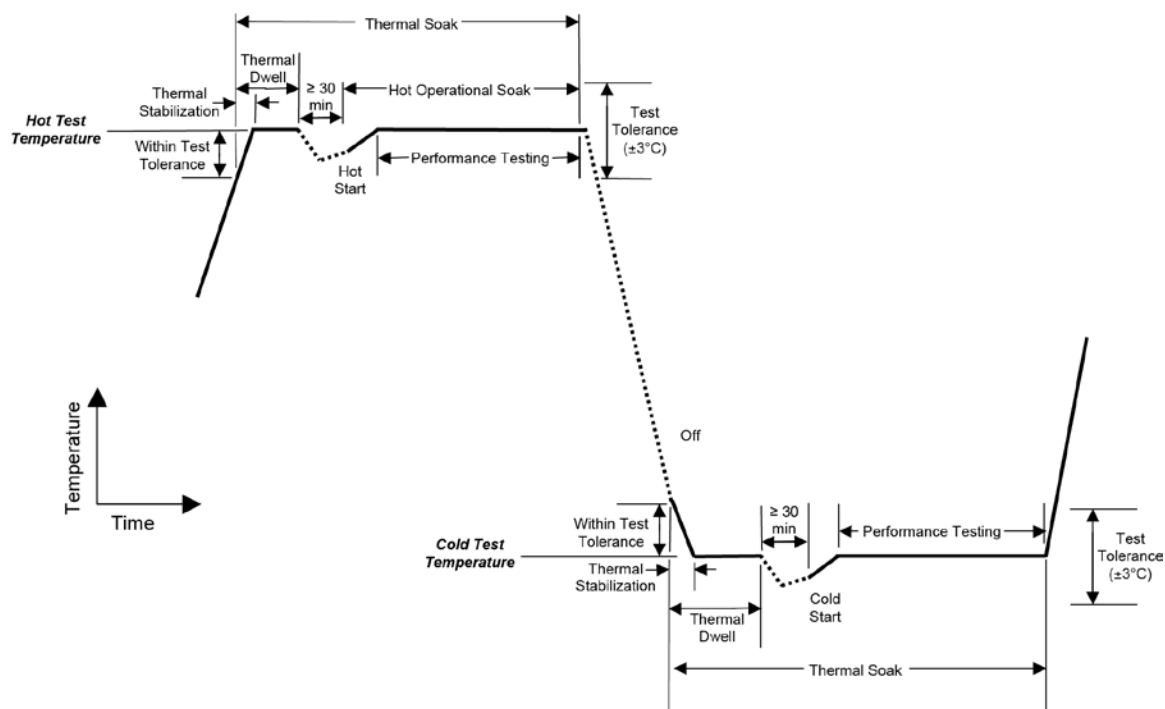 Thermal Soak
Thermal
Dwell
≥ 30
min
Hot Operational Soak
Thermal
Stabilization
Hot Test
Temperature
Within Test
Tolerance
Hot
Start
Performance Testing
Test
Tolerance
(±3°C)
Temperature
Time
Off
Within Test
Tolerance
≥ 30
min
Performance Testing
Cold Test
Temperature
Thermal
Stabilization
Test
Tolerance
(±3°C)
Thermal
Dwell
Cold
Start
Thermal Soak